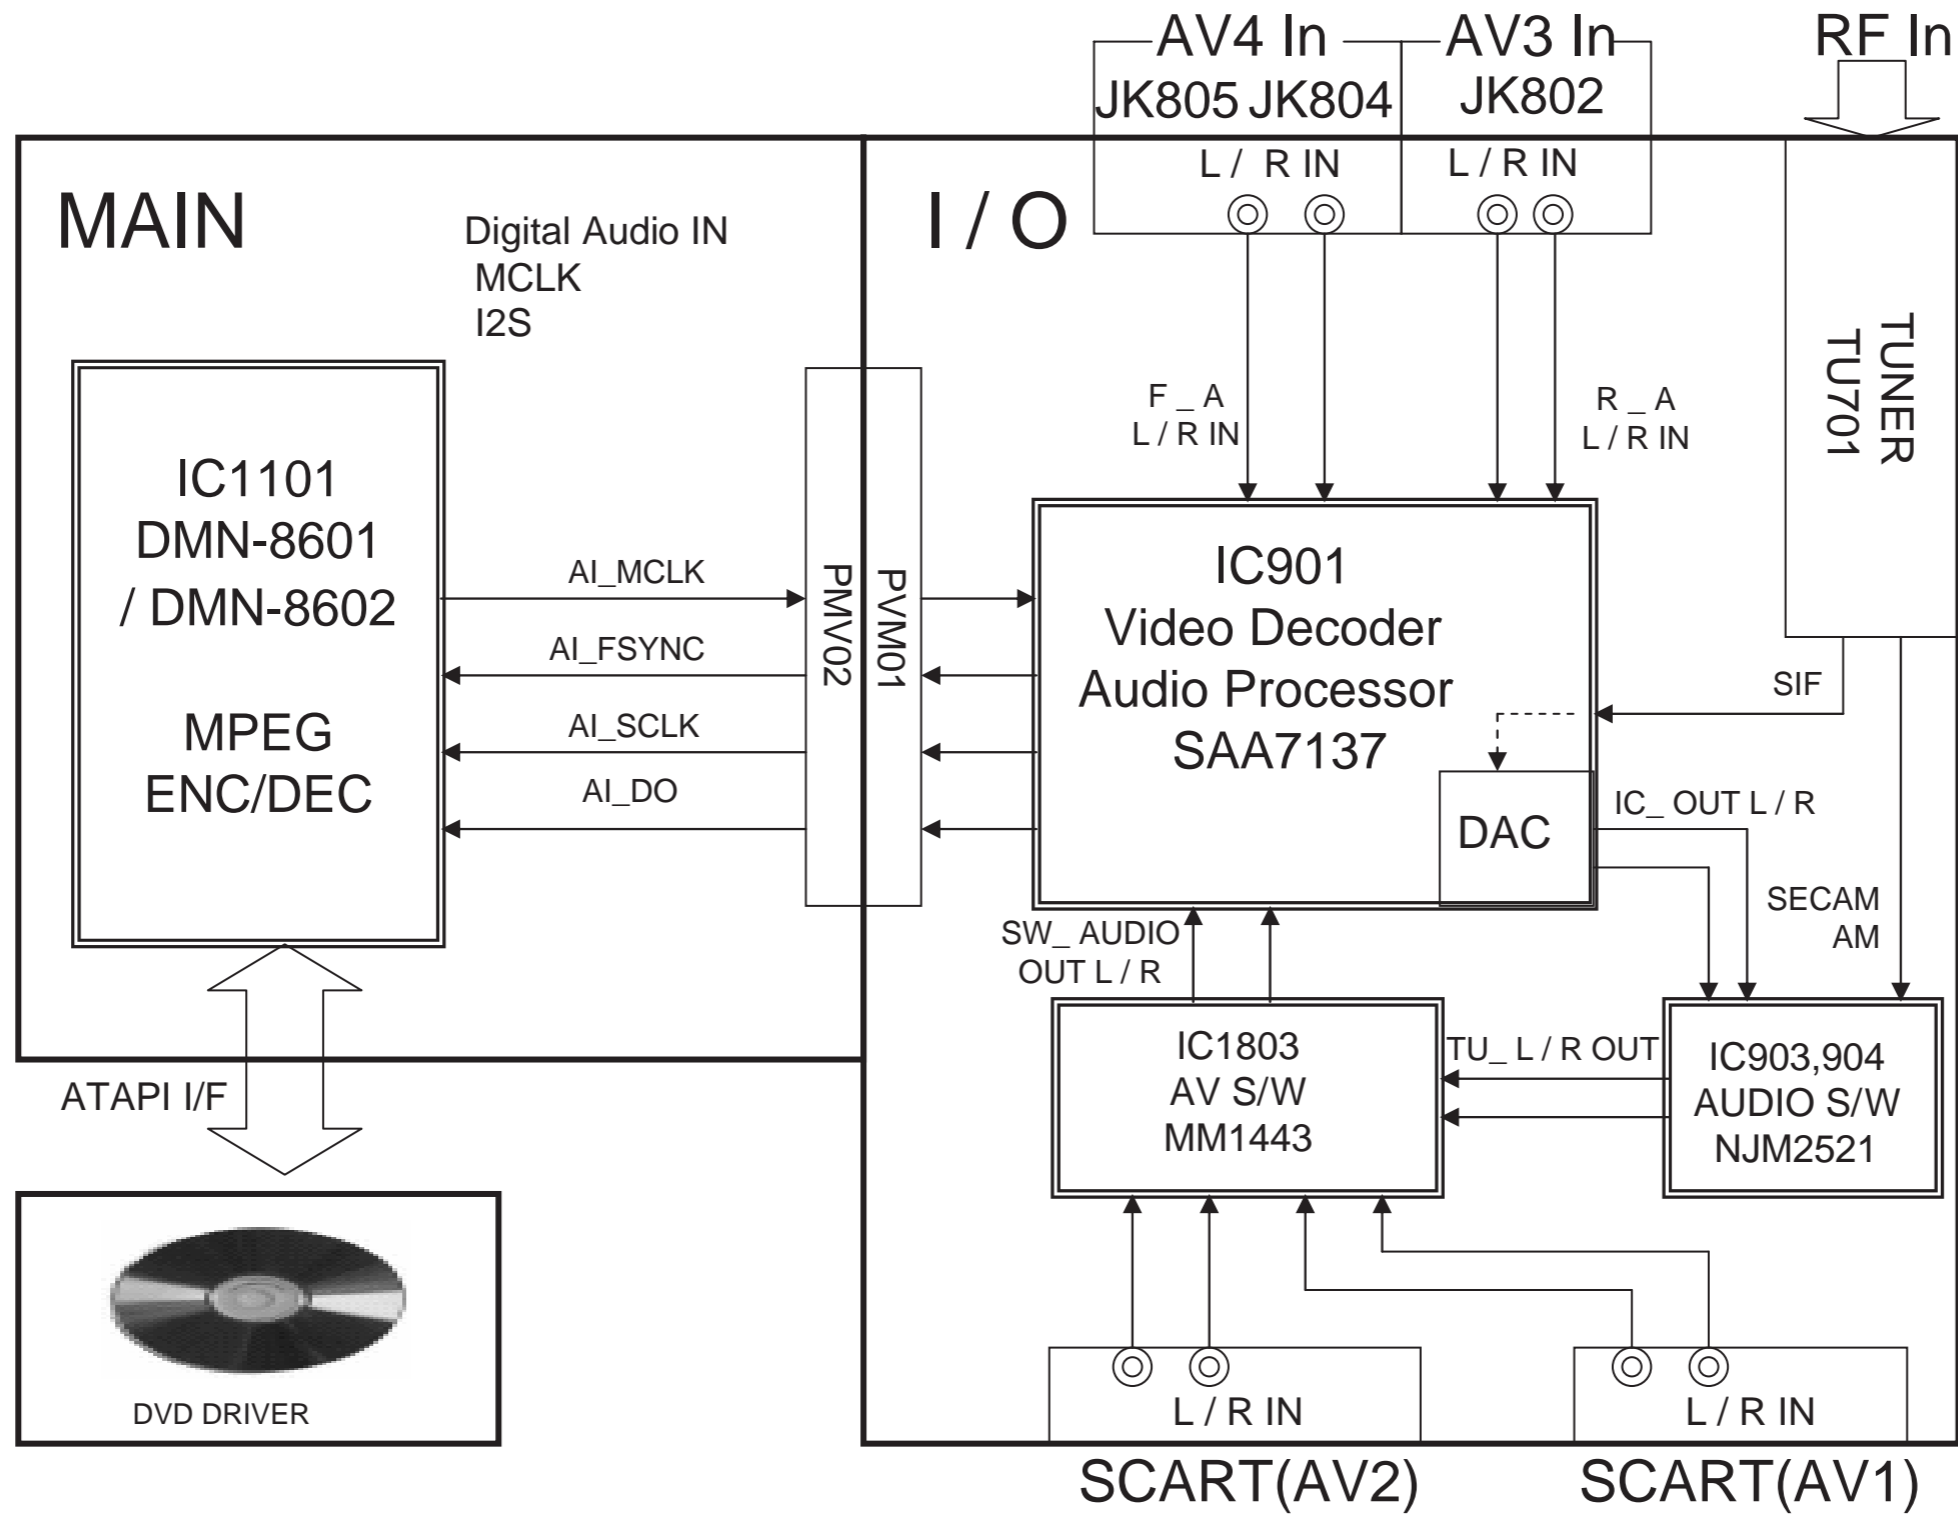 AV4 In
AV3 In
RF In
JK805 JK804
JK802
L / R IN
L / R IN
MAIN
Digital Audio IN
MCLK
I2S
I / O
TUNER
TU701
F _ A
L / R IN
R _ A
L / R IN
IC1101
DMN-8601
/ DMN-8602
MPEG
ENC/DEC
AI_MCLK
AI_FSYNC
AI_SCLK
AI_DO
PMV02
PVM01
IC901
Video Decoder
Audio Processor
SAA7137
DAC
SIF
IC_ OUT L / R
SECAM
AM
SW_ AUDIO
OUT L / R
IC1803
AV S/W
MM1443
TU_ L / R OUT
IC903,904
AUDIO S/W
NJM2521
ATAPI I/F
DVD DRIVER
L / R IN
L / R IN
SCART(AV2)
SCART(AV1)